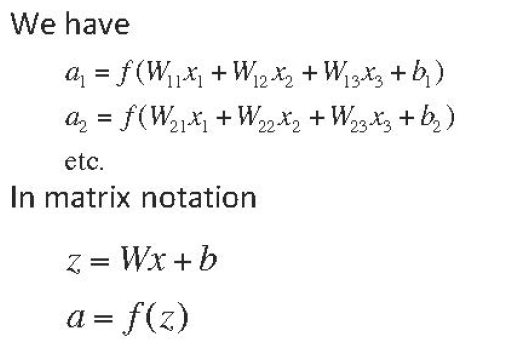 We have
a₁ = f(W₁₁x₁ + W₁₂x₂ + W₁₃x₃ + b₁)
a₂ = f(W₂₁x₁ + W₂₂x₂ + W₂₃x₃ + b₂)
etc.
In matrix notation
z = Wx + b
a = f(z)